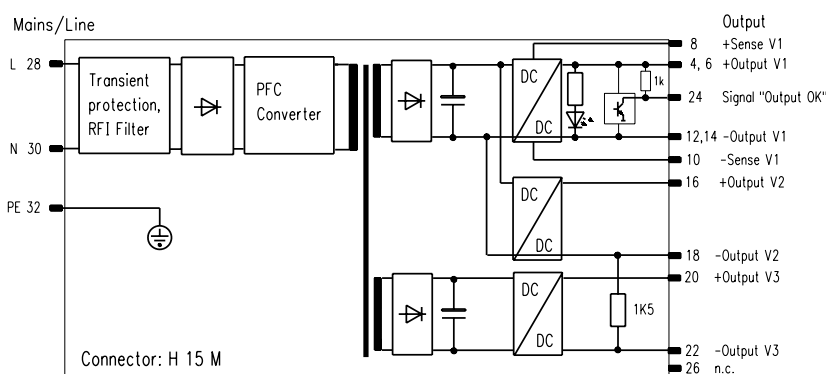 Mains/Line
Output
8 +Sense V1
L 28
4, 6 +Output V1
Transient
protection,
RFI Filter
PFC
Converter
DC
DC
1k
24 Signal "Output OK"
N 30
12,14 -Output V1
10 -Sense V1
16 +Output V2
DC
DC
PE 32
18 -Output V2
20 +Output V3
DC
DC
1K5
22 -Output V3
Connector: H 15 M
26 n.c.